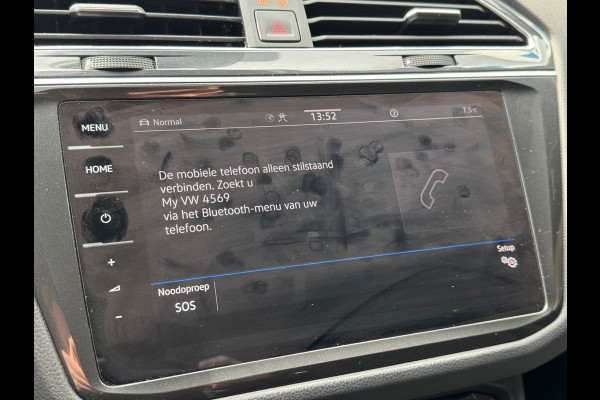 MENU
HOME
+
-
Normal
13:52
7.5°C
De mobiele telefoon alleen stilstaand
verbinden. Zoekt u
My VW 4569
via het Bluetooth-menu van uw
telefoon.
Setup
Noodoproep
SOS